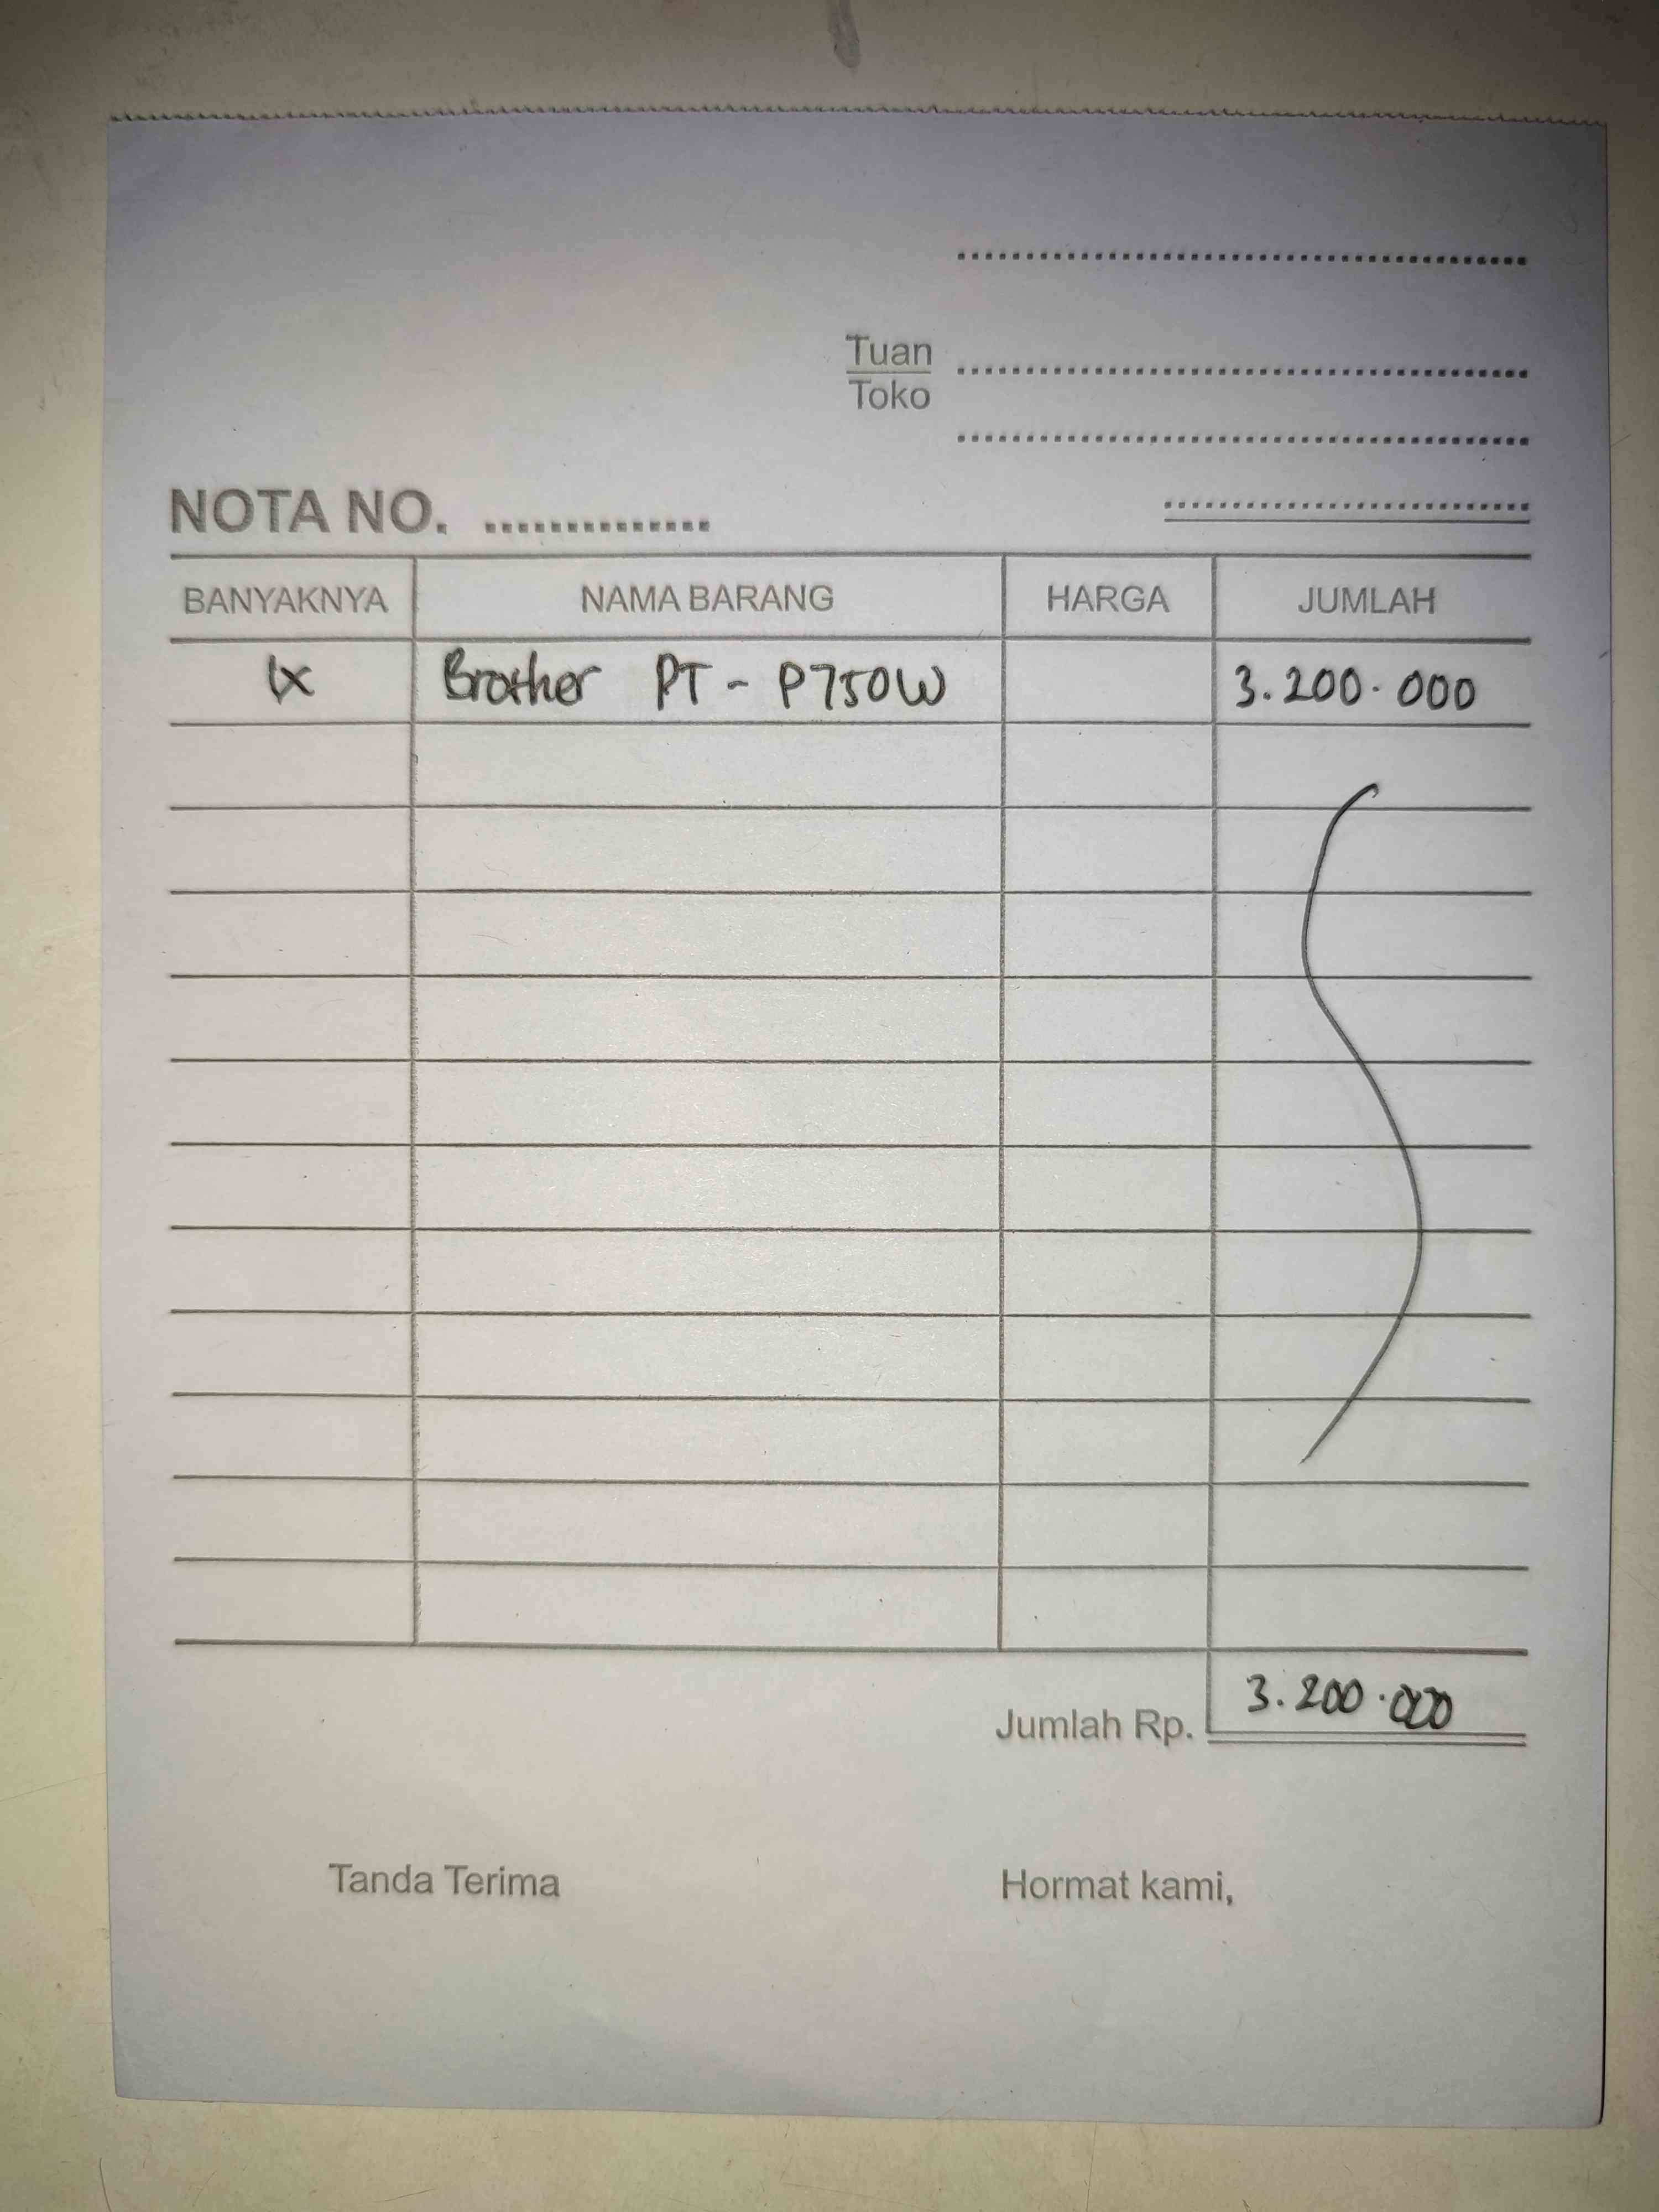 Tuan
Toko
NOTA NO. ..............
BANYAKNYA NAMA BARANG HARGA JUMLAH
1x Brother PT - P750W 3.200.000
Jumlah Rp. 3.200.000
Tanda Terima Hormat kami,